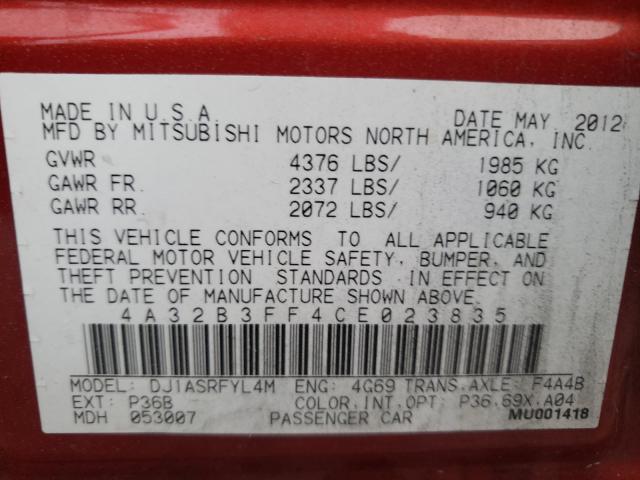 MADE IN U.S.A. DATE MAY 2012
MFD BY MITSUBISHI MOTORS NORTH AMERICA, INC.
GVWR 4376 LBS/ 1985 KG
GAWR FR. 2337 LBS/ 1060 KG
GAWR RR. 2072 LBS/ 940 KG
THIS VEHICLE CONFORMS TO ALL APPLICABLE
FEDERAL MOTOR VEHICLE SAFETY, BUMPER, AND
THEFT PREVENTION STANDARDS IN EFFECT ON
THE DATE OF MANUFACTURE SHOWN ABOVE.
4A32B3FF4CE023835
MODEL: DJ1ASRFYL4M ENG: 4G69 TRANS.AXLE: F4A4B
EXT: P36B COLOR,INT,OPT: P36,69X,A04
MDH 053007 PASSENGER CAR MU001418